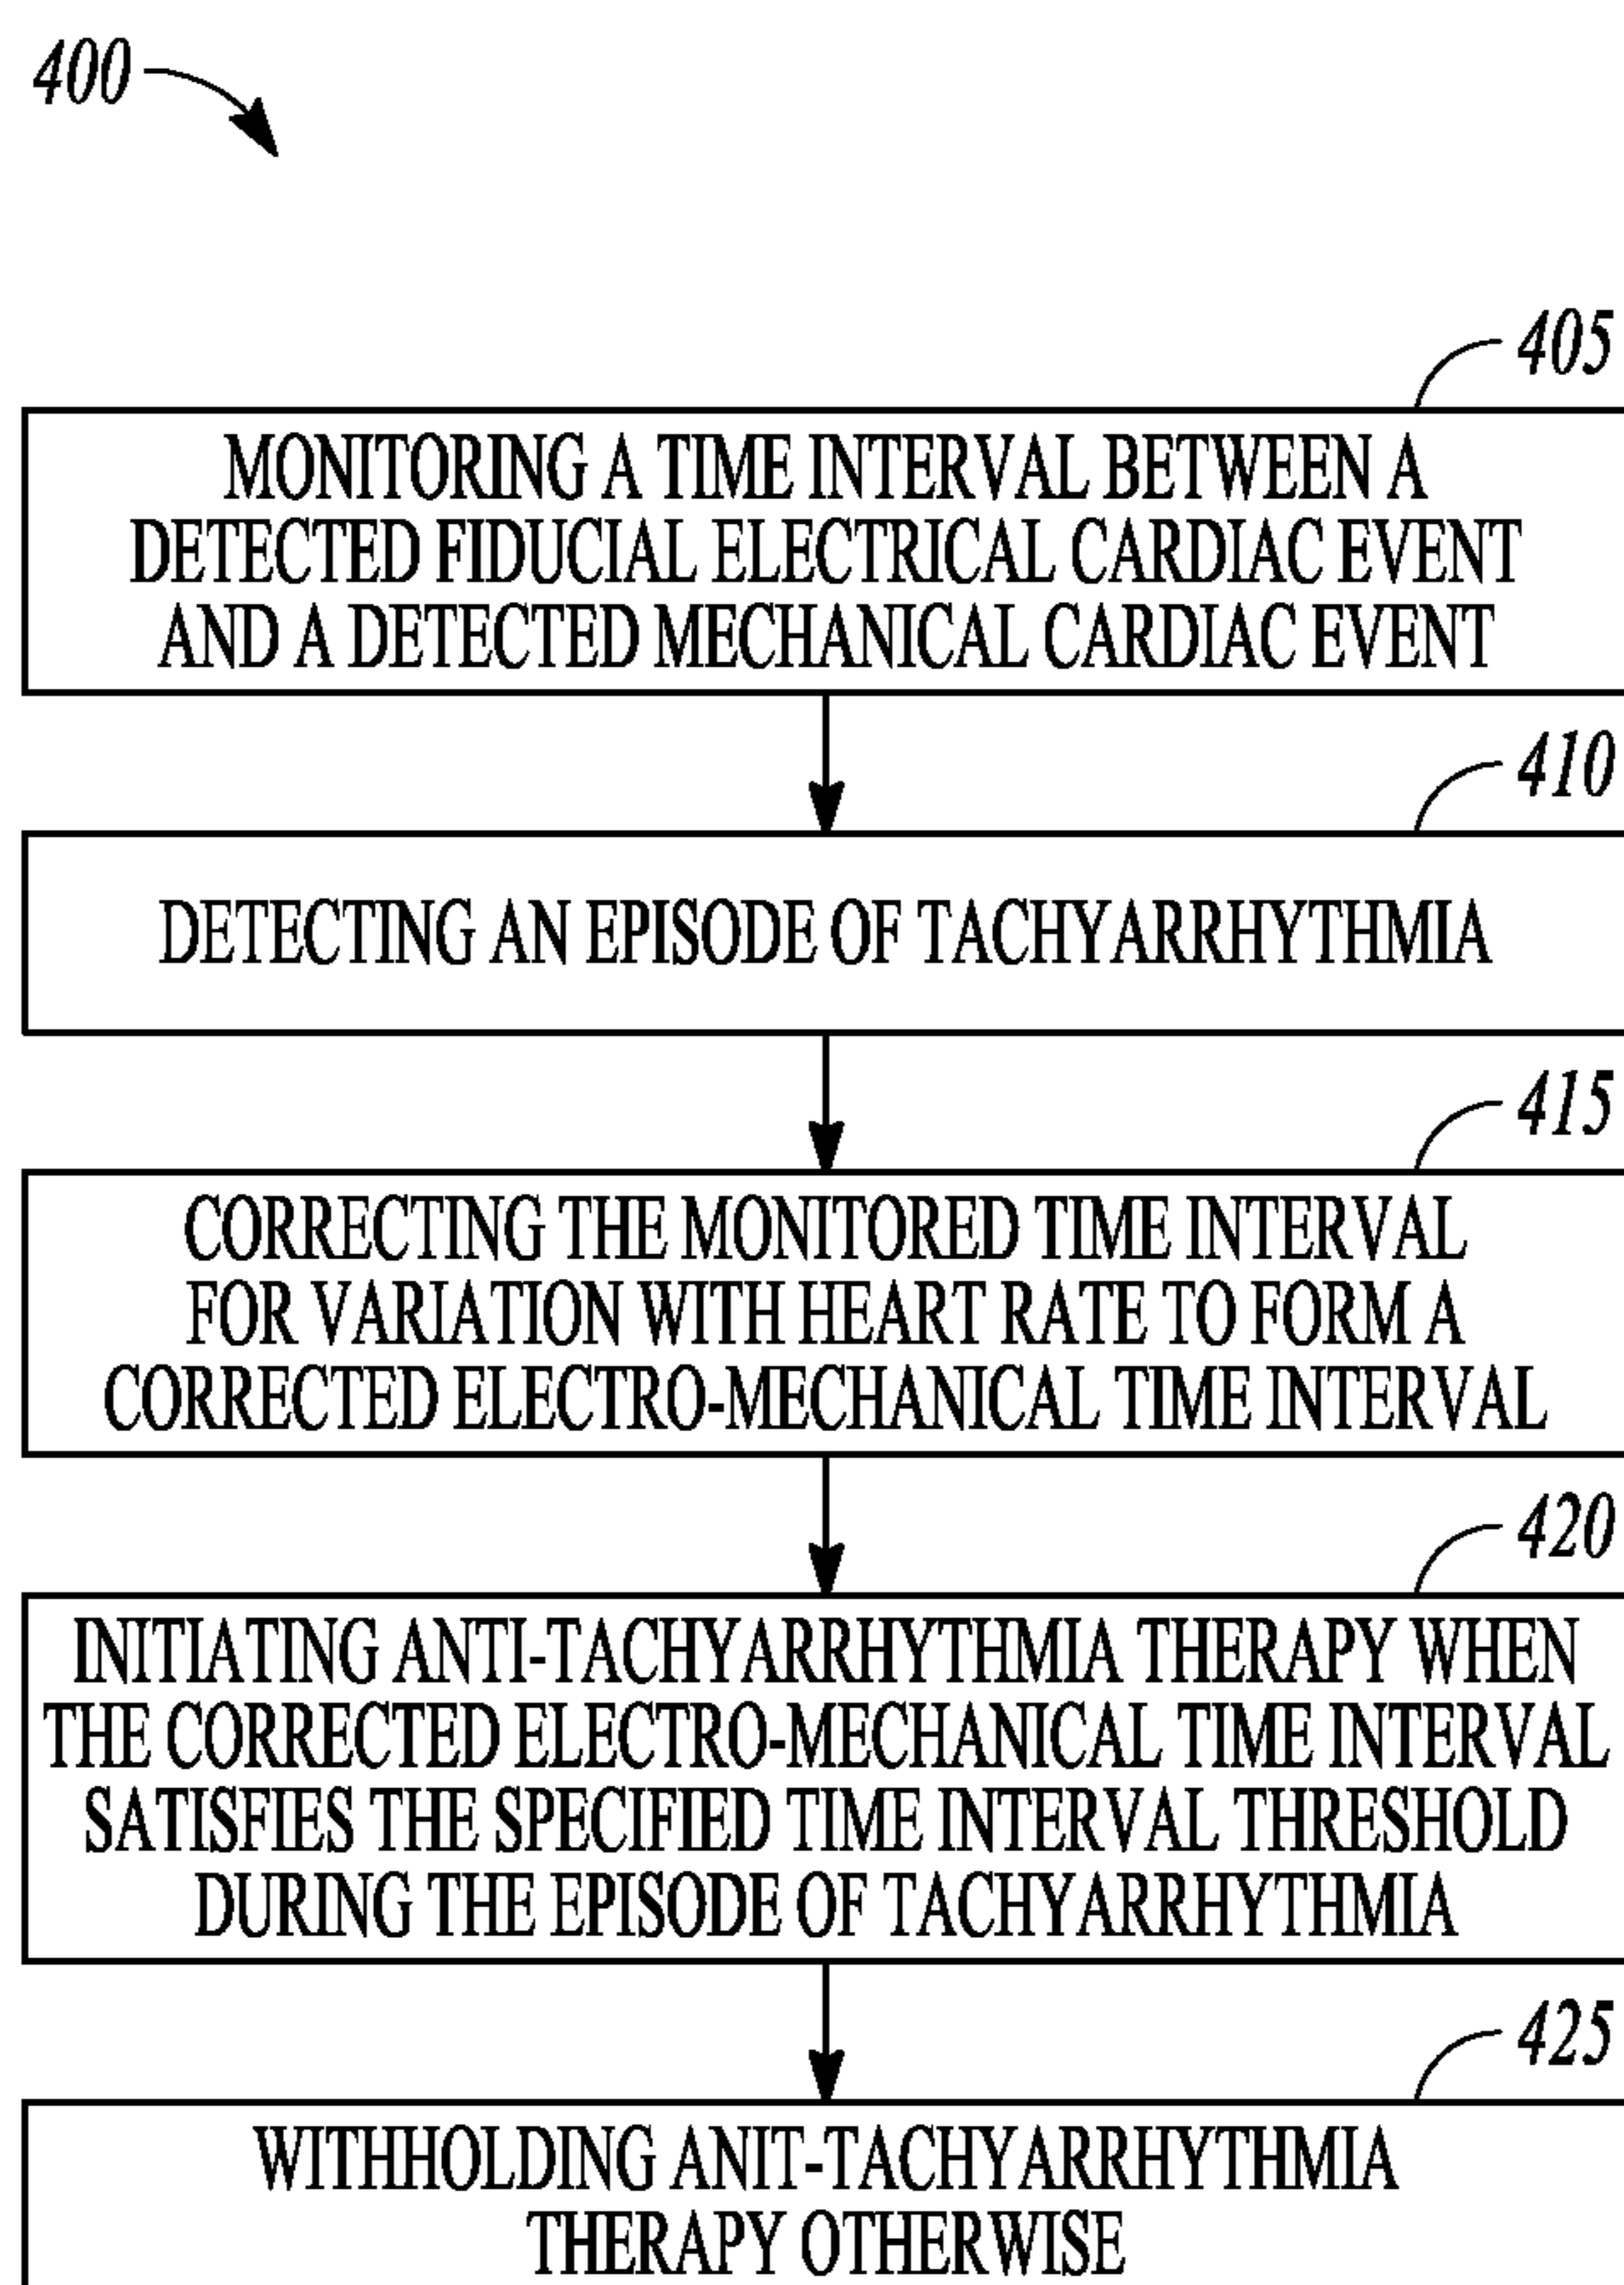 400
405
MONITORING A TIME INTERVAL BETWEEN A
DETECTED FIDUCIAL ELECTRICAL CARDIAC EVENT
AND A DETECTED MECHANICAL CARDIAC EVENT
410
DETECTING AN EPISODE OF TACHYARRHYTHMIA
415
CORRECTING THE MONITORED TIME INTERVAL
FOR VARIATION WITH HEART RATE TO FORM A
CORRECTED ELECTRO-MECHANICAL TIME INTERVAL
420
INITIATING ANTI-TACHYARRHYTHMIA THERAPY WHEN
THE CORRECTED ELECTRO-MECHANICAL TIME INTERVAL
SATISFIES THE SPECIFIED TIME INTERVAL THRESHOLD
DURING THE EPISODE OF TACHYARRHYTHMIA
425
WITHHOLDING ANIT-TACHYARRHYTHMIA
THERAPY OTHERWISE